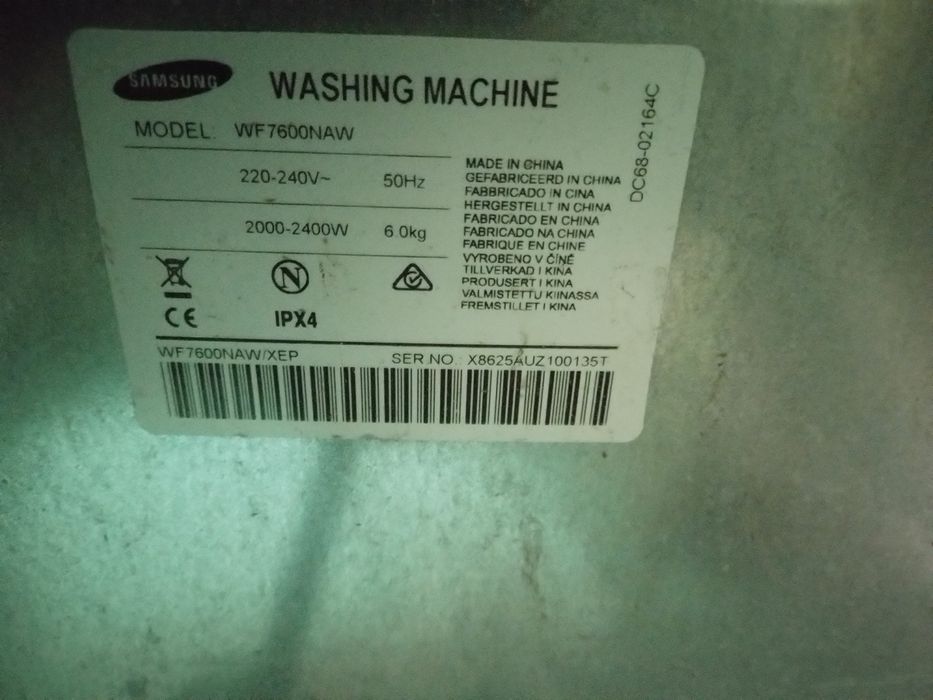 SAMSUNG
WASHING MACHINE
MODEL: WF7600NAW
220-240V~ 50Hz
2000-2400W 6.0kg
N
C
CE IPX4
MADE IN CHINA
GEFABRICEERD IN CHINA
FABBRICADO IN CINA
HERGESTELLT IN CHINA
FABRICADO EN CHINA
FABRICADO NA CHINA
FABRIQUE EN CHINE
VYROBENO V ČÍNĚ
TILLVERKAD I KINA
PRODUSERT I KINA
VALMISTETTU KIINASSA
FREMSTILLET I KINA
DC68-02164C
WF7600NAW/XEP SER.NO.: X8625AUZ100135T